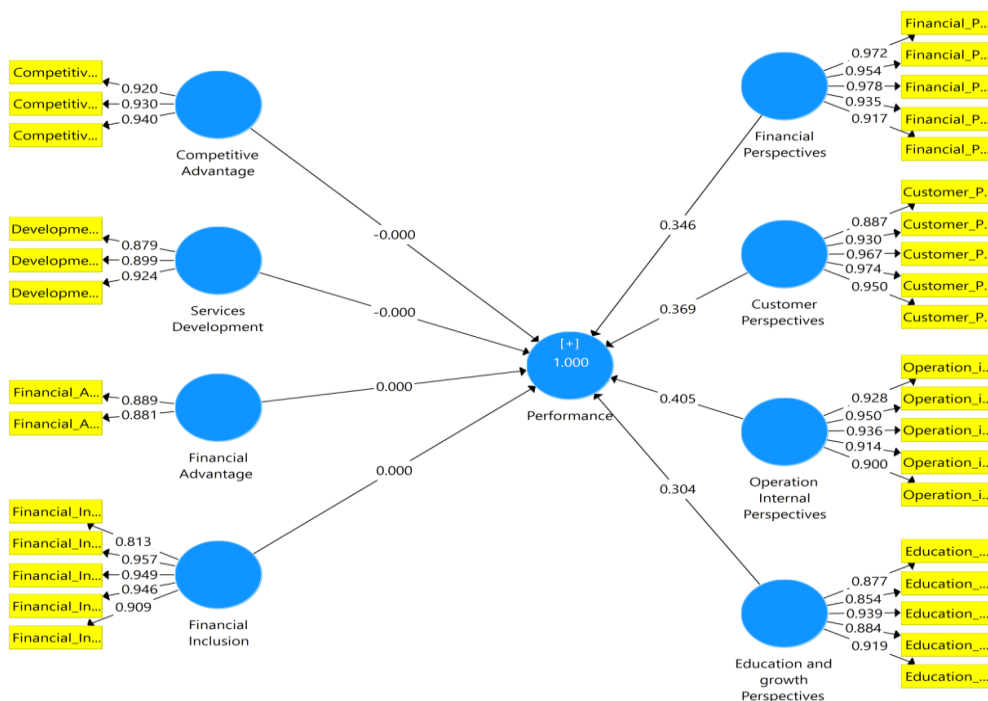 Competitiv...
Competitiv...
Competitiv...
0.920
0.930
0.940
Competitive
Advantage
Developme...
Developme...
Developme...
0.879
0.899
0.924
Services
Development
Financial_A...
Financial_A...
0.889
0.881
Financial
Advantage
Financial_In...
Financial_In...
Financial_In...
Financial_In...
Financial_In...
0.813
0.957
0.949
0.946
0.909
Financial
Inclusion
-0.000
-0.000
0.000
0.000
[+]
1.000
Performance
0.346
0.369
0.405
0.304
Financial
Perspectives
0.972
0.954
0.978
0.935
0.917
Financial_P...
Financial_P...
Financial_P...
Financial_P...
Financial_P...
Customer
Perspectives
0.887
0.930
0.967
0.974
0.950
Customer_P...
Customer_P...
Customer_P...
Customer_P...
Customer_P...
Operation
Internal
Perspectives
0.928
0.950
0.936
0.914
0.900
Operation_i...
Operation_i...
Operation_i...
Operation_i...
Operation_i...
Education and
growth
Perspectives
0.877
0.854
0.939
0.884
0.919
Education_...
Education_...
Education_...
Education_...
Education_...